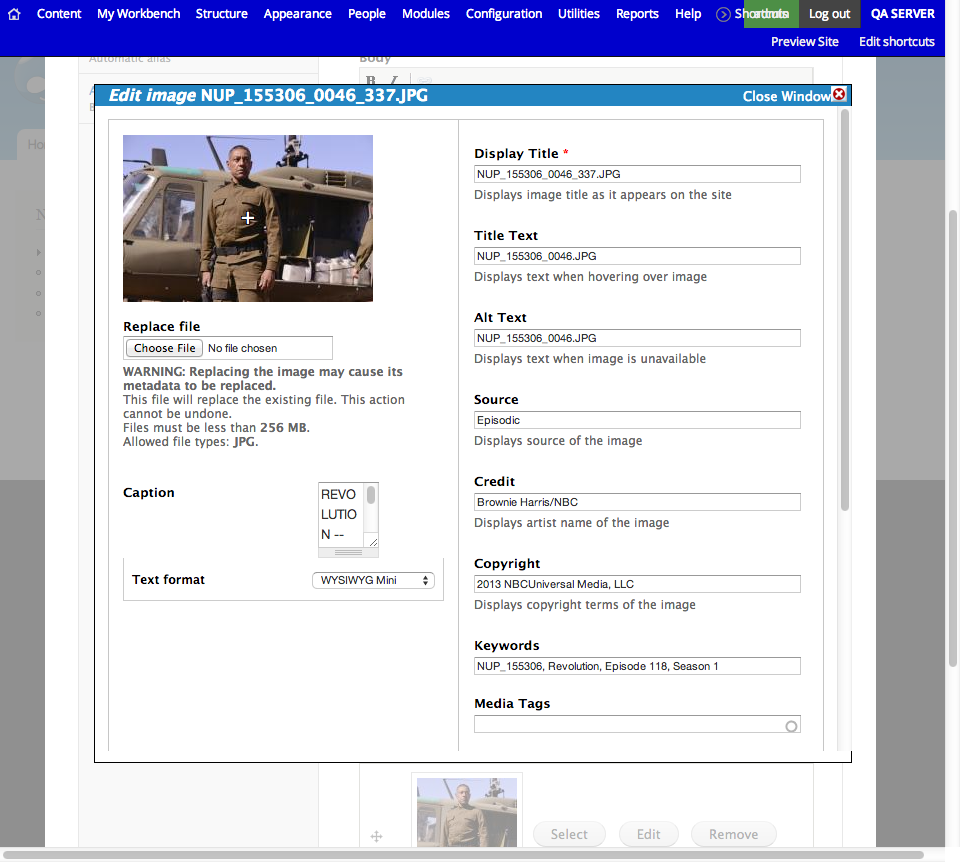 Content My Workbench Structure Appearance People Modules Configuration Utilities Reports Help Shortcuts Log out QA SERVER
Preview Site Edit shortcuts
Automatic alias
Body
Edit image NUP_155306_0046_337.JPG
Close Window
Replace file
Choose File No file chosen
WARNING: Replacing the image may cause its
metadata to be replaced.
This file will replace the existing file. This action
cannot be undone.
Files must be less than 256 MB.
Allowed file types: JPG.
Caption
REVO
LUTIO
N --
Text format WYSIWYG Mini
Display Title *
NUP_155306_0046_337.JPG
Displays image title as it appears on the site
Title Text
NUP_155306_0046.JPG
Displays text when hovering over image
Alt Text
NUP_155306_0046.JPG
Displays text when image is unavailable
Source
Episodic
Displays source of the image
Credit
Brownie Harris/NBC
Displays artist name of the image
Copyright
2013 NBCUniversal Media, LLC
Displays copyright terms of the image
Keywords
NUP_155306, Revolution, Episode 118, Season 1
Media Tags
Select Edit Remove